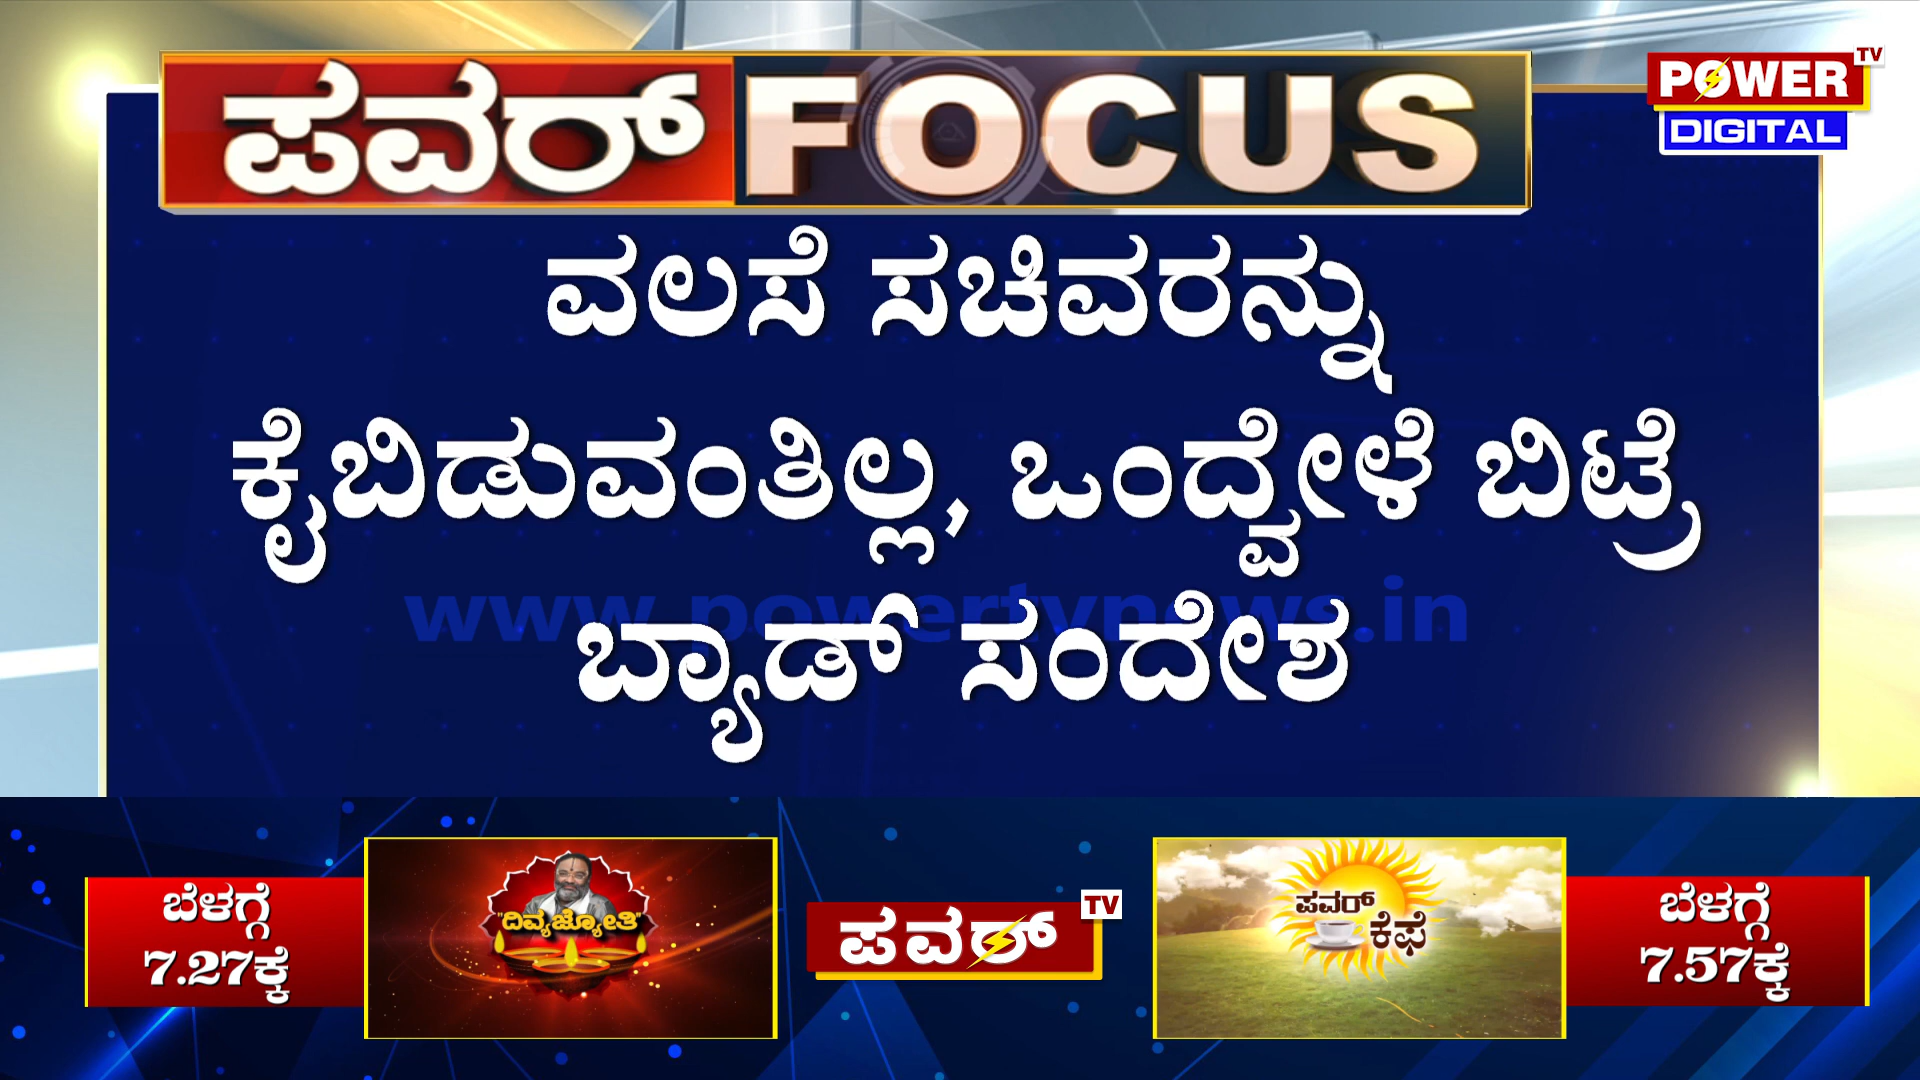 ಪವರ್ FOCUS
POWER TV
DIGITAL
ವಲಸೆ ಸಚಿವರನ್ನು
ಕೈಬಿಡುವಂತಿಲ್ಲ, ಒಂದ್ವೇಳೆ ಬಿಟ್ರೆ
www.powertvnews.in
ಬ್ಯಾಡ್ ಸಂದೇಶ
ಬೆಳಗ್ಗೆ
7.27ಕ್ಕೆ
"ದಿವ್ಯಜ್ಯೋತಿ"
ಪವರ್ TV
ಪವರ್
ಕೆಫೆ
ಬೆಳಗ್ಗೆ
7.57ಕ್ಕೆ